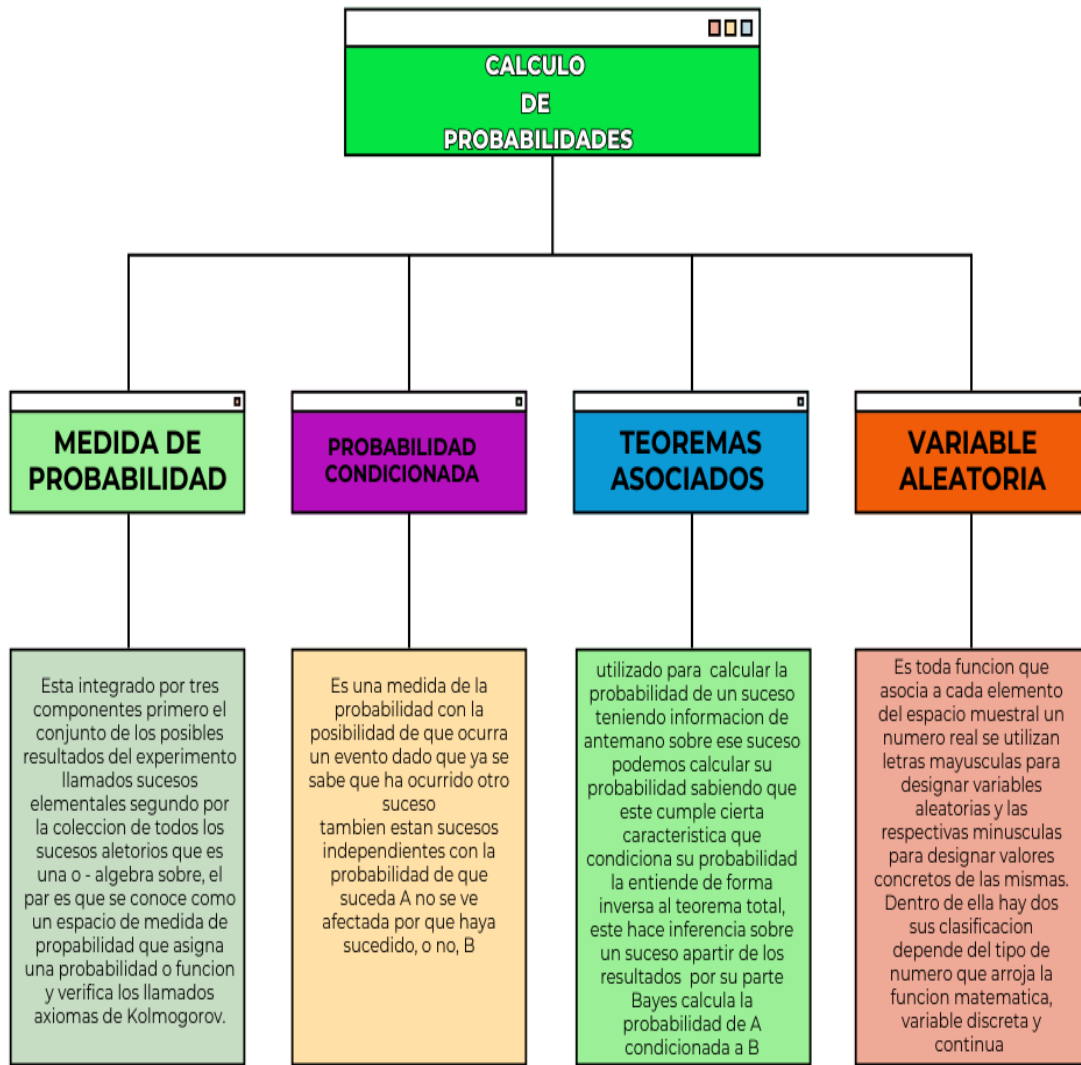 CALCULO
DE
PROBABILIDADES
MEDIDA DE
PROBABILIDAD
PROBABILIDAD
CONDICIONADA
TEOREMAS
ASOCIADOS
VARIABLE
ALEATORIA
Esta integrado por tres
componentes primero el
conjunto de los posibles
resultados del experimento
llamados sucesos
elementales segundo por
la coleccion de todos los
sucesos aletorios que es
una o - algebra sobre, el
par es que se conoce como
un espacio de medida de
propabilidad que asigna
una probabilidad o funcion
y verifica los llamados
axiomas de Kolmogorov.
Es una medida de la
probabilidad con la
posibilidad de que ocurra
un evento dado que ya se
sabe que ha ocurrido otro
suceso
tambien estan sucesos
independientes con la
probabilidad de que
suceda A no se ve
afectada por que haya
sucedido, o no, B
utilizado para calcular la
probabilidad de un suceso
teniendo informacion de
antemano sobre ese suceso
podemos calcular su
probabilidad sabiendo que
este cumple cierta
caracteristica que
condiciona su probabilidad
la entiende de forma
inversa al teorema total,
este hace inferencia sobre
un suceso apartir de los
resultados por su parte
Bayes calcula la
probabilidad de A
condicionada a B
Es toda funcion que
asocia a cada elemento
del espacio muestral un
numero real se utilizan
letras mayusculas para
designar variables
aleatorias y las
respectivas minusculas
para designar valores
concretos de las mismas.
Dentro de ella hay dos
sus clasificacion
depende del tipo de
numero que arroja la
funcion matematica,
variable discreta y
continua